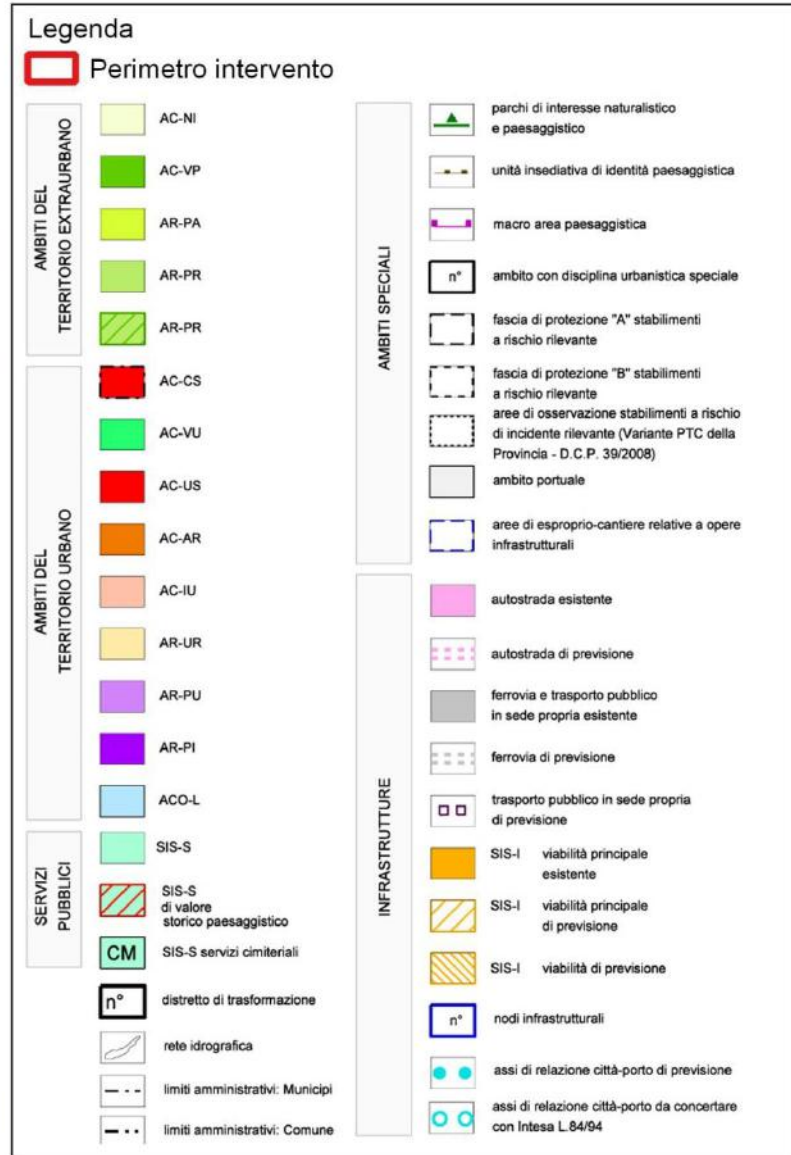 Legenda
Perimetro intervento
AMBITI DEL
TERRITORIO EXTRAURBANO
AC-NI
AC-VP
AR-PA
AR-PR
AR-PR
AMBITI DEL
TERRITORIO URBANO
AC-CS
AC-VU
AC-US
AC-AR
AC-IU
AR-UR
AR-PU
AR-PI
ACO-L
SERVIZI
PUBBLICI
SIS-S
SIS-S
di valore
storico paesaggistico
CM
SIS-S servizi cimiteriali
n°
distretto di trasformazione
rete idrografica
limiti amministrativi: Municipi
limiti amministrativi: Comune
AMBITI SPECIALI
parchi di interesse naturalistico
e paesaggistico
unità insediativa di identità paesaggistica
macro area paesaggistica
n°
ambito con disciplina urbanistica speciale
fascia di protezione "A" stabilimenti
a rischio rilevante
fascia di protezione "B" stabilimenti
a rischio rilevante
aree di osservazione stabilimenti a rischio
di incidente rilevante (Variante PTC della
Provincia - D.C.P. 39/2008)
ambito portuale
aree di esproprio-cantiere relative a opere
infrastrutturali
INFRASTRUTTURE
autostrada esistente
autostrada di previsione
ferrovia e trasporto pubblico
in sede propria esistente
ferrovia di previsione
trasporto pubblico in sede propria
di previsione
SIS-I viabilità principale
esistente
SIS-I viabilità principale
di previsione
SIS-I viabilità di previsione
n°
nodi infrastrutturali
assi di relazione città-porto di previsione
assi di relazione città-porto da concertare
con Intesa L.84/94